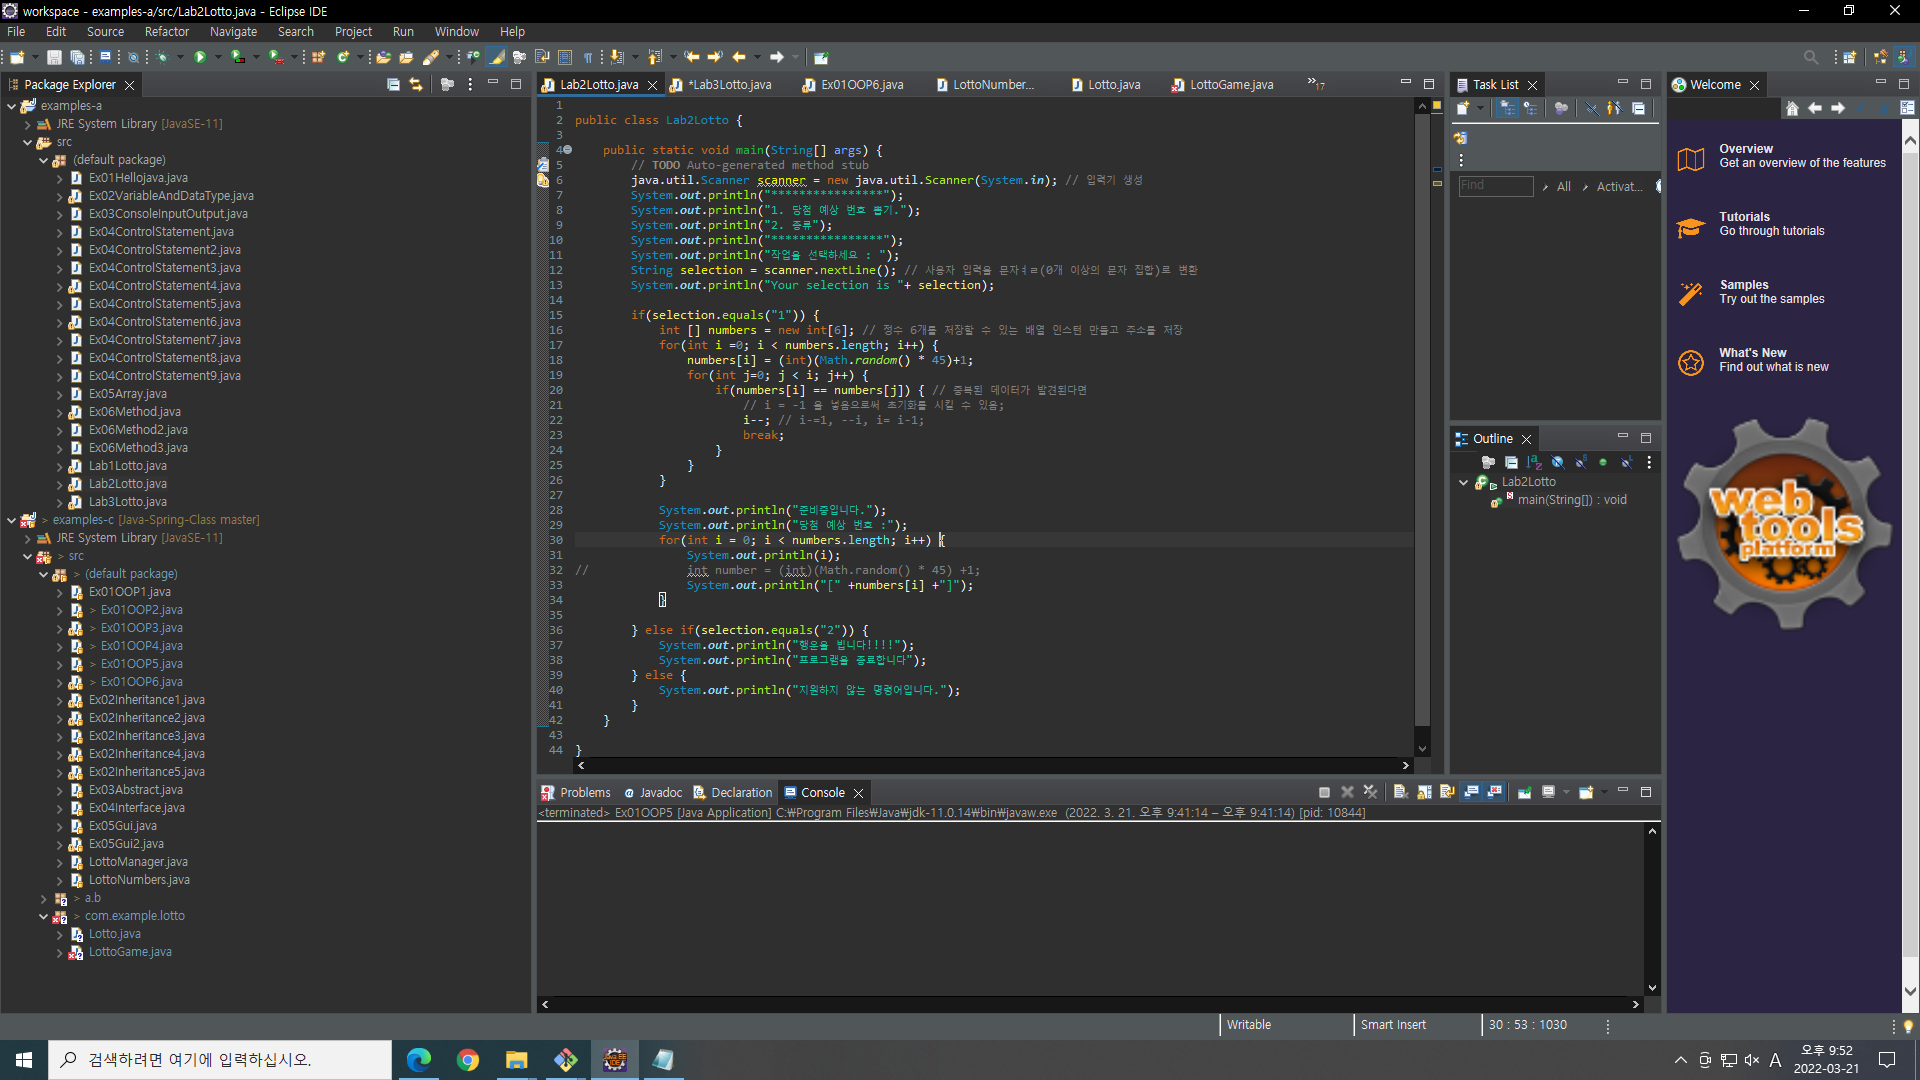 workspace - examples-a/src/Lab2Lotto.java - Eclipse IDE
File Edit Source Refactor Navigate Search Project Run Window Help
Package Explorer
examples-a
JRE System Library [JavaSE-11]
src
(default package)
Ex01Hellojava.java
Ex02VariableAndDataType.java
Ex03ConsoleInputOutput.java
Ex04ControlStatement.java
Ex04ControlStatement2.java
Ex04ControlStatement3.java
Ex04ControlStatement4.java
Ex04ControlStatement5.java
Ex04ControlStatement6.java
Ex04ControlStatement7.java
Ex04ControlStatement8.java
Ex04ControlStatement9.java
Ex05Array.java
Ex06Method.java
Ex06Method2.java
Ex06Method3.java
Lab1Lotto.java
Lab2Lotto.java
Lab3Lotto.java
> examples-c [Java-Spring-Class master]
JRE System Library [JavaSE-11]
> src
> (default package)
Ex01OOP1.java
> Ex01OOP2.java
> Ex01OOP3.java
> Ex01OOP4.java
> Ex01OOP5.java
> Ex01OOP6.java
Ex02Inheritance1.java
Ex02Inheritance2.java
Ex02Inheritance3.java
Ex02Inheritance4.java
Ex02Inheritance5.java
Ex03Abstract.java
Ex04Interface.java
Ex05Gui.java
Ex05Gui2.java
LottoManager.java
LottoNumbers.java
> a.b
> com.example.lotto
Lotto.java
LottoGame.java
Lab2Lotto.java *Lab3Lotto.java Ex01OOP6.java LottoNumber... Lotto.java LottoGame.java »17
1
2 public class Lab2Lotto {
3
4 public static void main(String[] args) {
5 // TODO Auto-generated method stub
6 java.util.Scanner scanner = new java.util.Scanner(System.in); // 입력기 생성
7 System.out.println("****************");
8 System.out.println("1. 당첨 예상 번호 뽑기.");
9 System.out.println("2. 종류");
10 System.out.println("****************");
11 System.out.println("작업을 선택하세요 : ");
12 String selection = scanner.nextLine(); // 사용자 입력을 문자ㅕㄹ(0개 이상의 문자 집합)로 변환
13 System.out.println("Your selection is "+ selection);
14
15 if(selection.equals("1")) {
16 int [] numbers = new int[6]; // 정수 6개를 저장할 수 있는 배열 인스턴 만들고 주소를 저장
17 for(int i =0; i < numbers.length; i++) {
18 numbers[i] = (int)(Math.random() * 45)+1;
19 for(int j=0; j < i; j++) {
20 if(numbers[i] == numbers[j]) { // 중복된 데이터가 발견된다면
21 // i = -1 을 넣음으로써 초기화를 시킬 수 있음;
22 i--; // i-=1, --i, i= i-1;
23 break;
24 }
25 }
26 }
27
28 System.out.println("준비중입니다.");
29 System.out.println("당첨 예상 번호 :");
30 for(int i = 0; i < numbers.length; i++) {
31 System.out.println(i);
32 // int number = (int)(Math.random() * 45) +1;
33 System.out.println("[" +numbers[i] +"]");
34 }
35
36 } else if(selection.equals("2")) {
37 System.out.println("행운을 빕니다!!!!");
38 System.out.println("프로그램을 종료합니다");
39 } else {
40 System.out.println("지원하지 않는 명령어입니다.");
41 }
42 }
43
44 }
Task List
Find All Activat...
Outline
Lab2Lotto
main(String[]) : void
Welcome
Overview
Get an overview of the features
Tutorials
Go through tutorials
Samples
Try out the samples
What's New
Find out what is new
web
tools
platform
Problems Javadoc Declaration Console
<terminated> Ex01OOP5 [Java Application] C:₩Program Files₩Java₩jdk-11.0.14₩bin₩javaw.exe (2022. 3. 21. 오후 9:41:14 – 오후 9:41:14) [pid: 10844]
Writable Smart Insert 30 : 53 : 1030
검색하려면 여기에 입력하십시오.
A
오후 9:52
2022-03-21